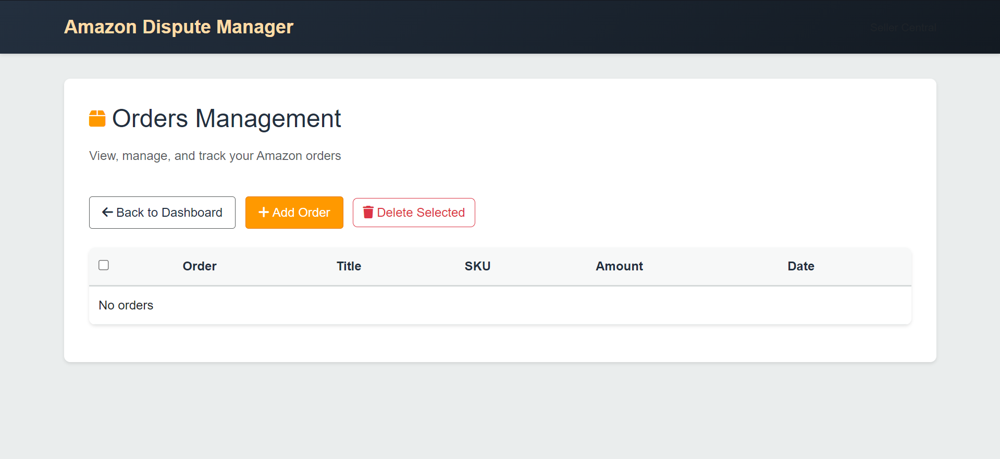 Amazon Dispute Manager
Seller Central
Orders Management
View, manage, and track your Amazon orders
Back to Dashboard
Add Order
Delete Selected
Order Title SKU Amount Date
No orders